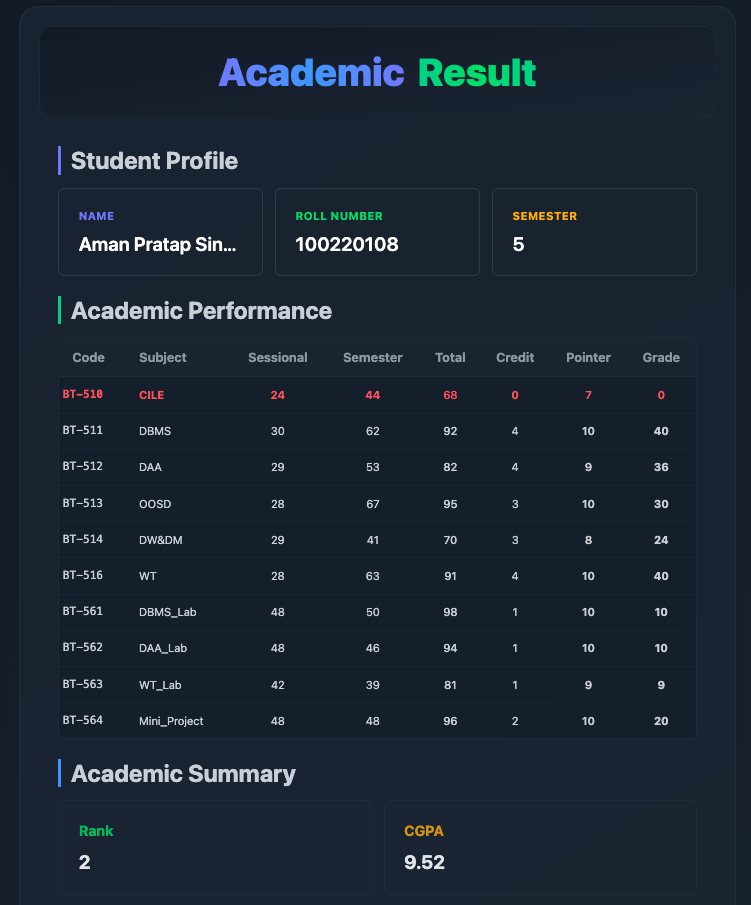 Academic Result
Student Profile
NAME
Aman Pratap Sin...
ROLL NUMBER
100220108
SEMESTER
5
Academic Performance
Code Subject Sessional Semester Total Credit Pointer Grade
BT-510 CILE 24 44 68 0 7 0
BT-511 DBMS 30 62 92 4 10 40
BT-512 DAA 29 53 82 4 9 36
BT-513 OOSD 28 67 95 3 10 30
BT-514 DW&DM 29 41 70 3 8 24
BT-516 WT 28 63 91 4 10 40
BT-561 DBMS_Lab 48 50 98 1 10 10
BT-562 DAA_Lab 48 46 94 1 10 10
BT-563 WT_Lab 42 39 81 1 9 9
BT-564 Mini_Project 48 48 96 2 10 20
Academic Summary
Rank
2
CGPA
9.52